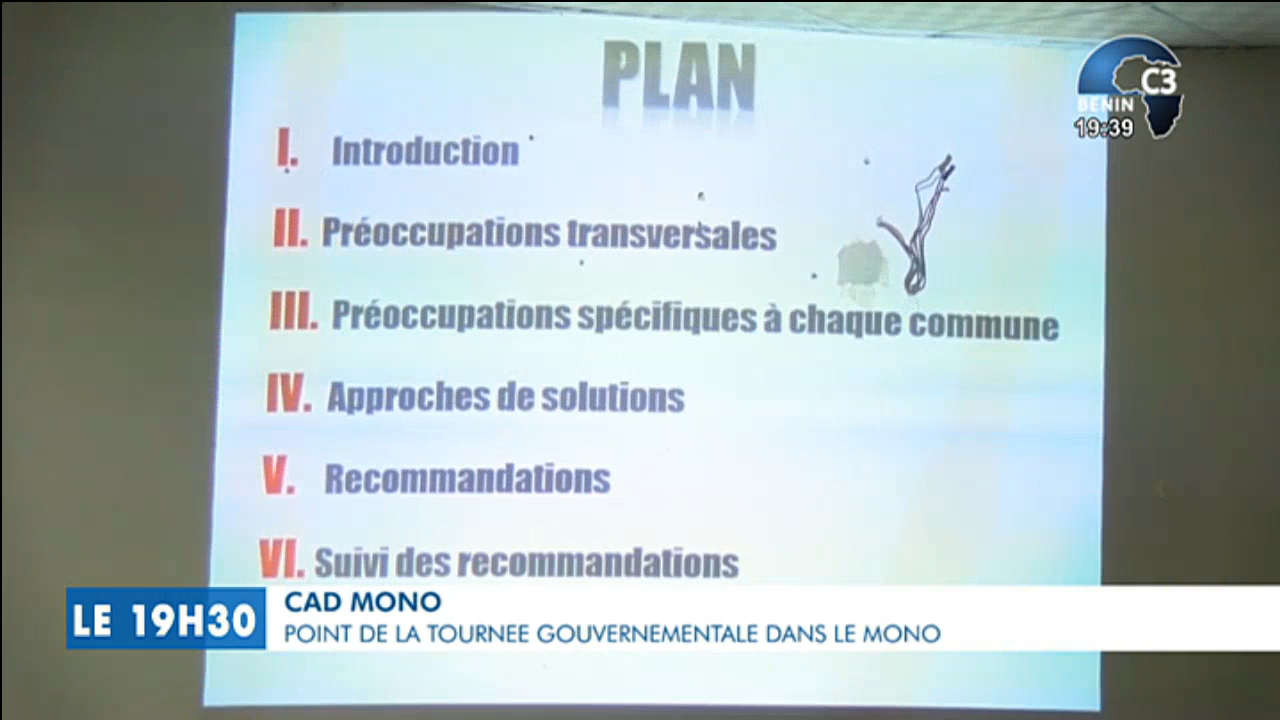 PLAN
I. Introduction
II. Préoccupations transversales
III. Préoccupations spécifiques à chaque commune
IV. Approches de solutions
V. Recommandations
VI. Suivi des recommandations
C3
BENIN
19:39
LE 19H30
CAD MONO
POINT DE LA TOURNEE GOUVERNEMENTALE DANS LE MONO